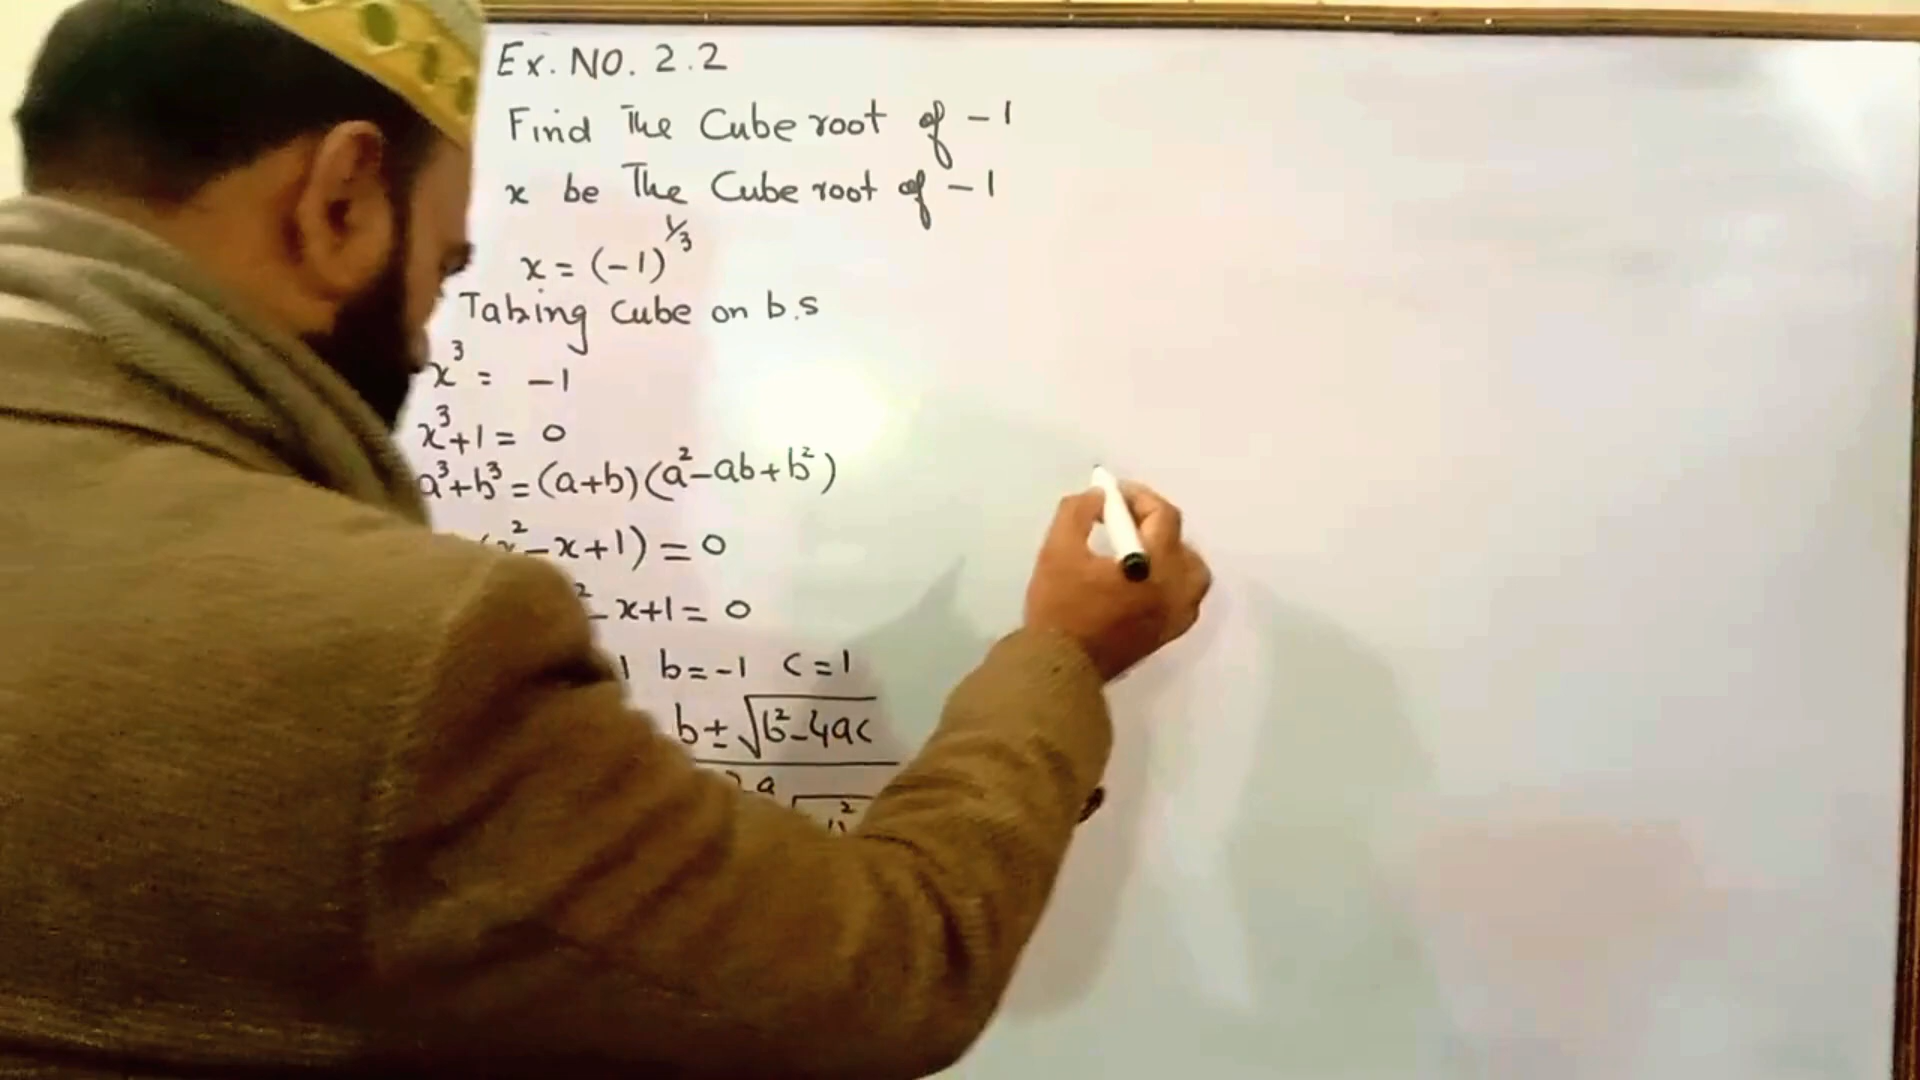 Ex. NO. 2.2
Find The Cube root of -1
x be The Cube root of -1
x = (-1)^1/3
Taking Cube on b.s
x³ = -1
x³+1 = 0
a³+b³ = (a+b)(a²-ab+b²)
(x²-x+1) = 0
² - x+1 = 0
1 b=-1 c=1
b ± √b²-4ac
2a